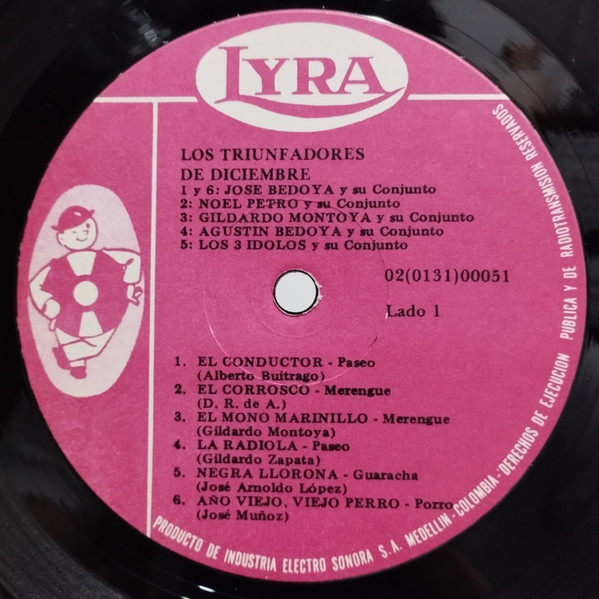 LYRA
LOS TRIUNFADORES
DE DICIEMBRE
1 y 6: JOSE BEDOYA y su Conjunto
2: NOEL PETRO y su Conjunto
3: GILDARDO MONTOYA y su Conjunto
4: AGUSTIN BEDOYA y su Conjunto
5: LOS 3 IDOLOS y su Conjunto
02(0131)00051
Lado 1
1. EL CONDUCTOR - Paseo
(Alberto Buitrago)
2. EL CORROSCO - Merengue
(D. R. de A.)
3. EL MONO MARINILLO - Merengue
(Gildardo Montoya)
4. LA RADIOLA - Paseo
(Gildardo Zapata)
5. NEGRA LLORONA - Guaracha
(José Arnoldo López)
6. AÑO VIEJO, VIEJO PERRO - Porro
(José Muñoz)
PRODUCTO DE INDUSTRIA ELECTRO SONORA S.A. MEDELLIN-COLOMBIA-DERECHOS DE EJECUCION PUBLICA Y DE RADIOTRANSMISION RESERVADOS